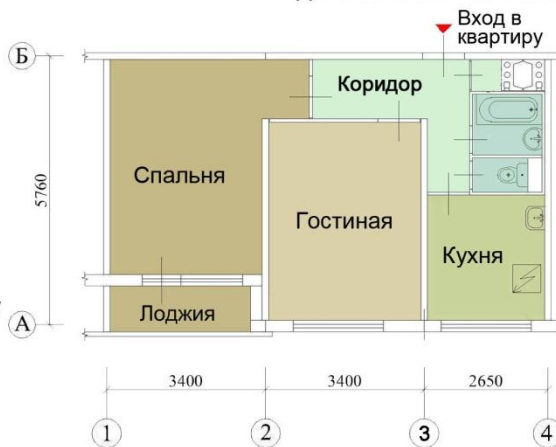 Вход в
квартиру
Б
Коридор
5760
Спальня
Гостиная
Кухня
Лоджия
А
3400
3400
2650
1
2
3
4